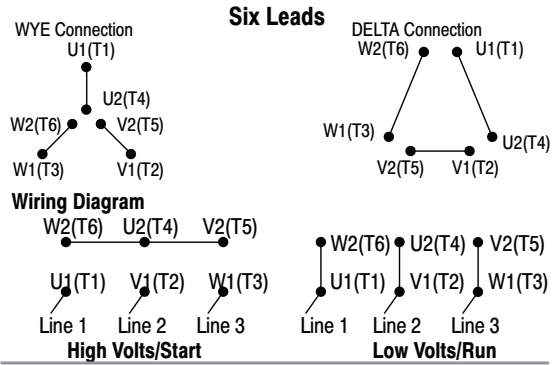 Six Leads
WYE Connection
U1(T1)
U2(T4)
W2(T6) V2(T5)
W1(T3) V1(T2)
DELTA Connection
W2(T6) U1(T1)
W1(T3) U2(T4)
V2(T5) V1(T2)
Wiring Diagram
W2(T6) U2(T4) V2(T5)
U1(T1) V1(T2) W1(T3)
Line 1 Line 2 Line 3
High Volts/Start
W2(T6) U2(T4) V2(T5)
U1(T1) V1(T2) W1(T3)
Line 1 Line 2 Line 3
Low Volts/Run